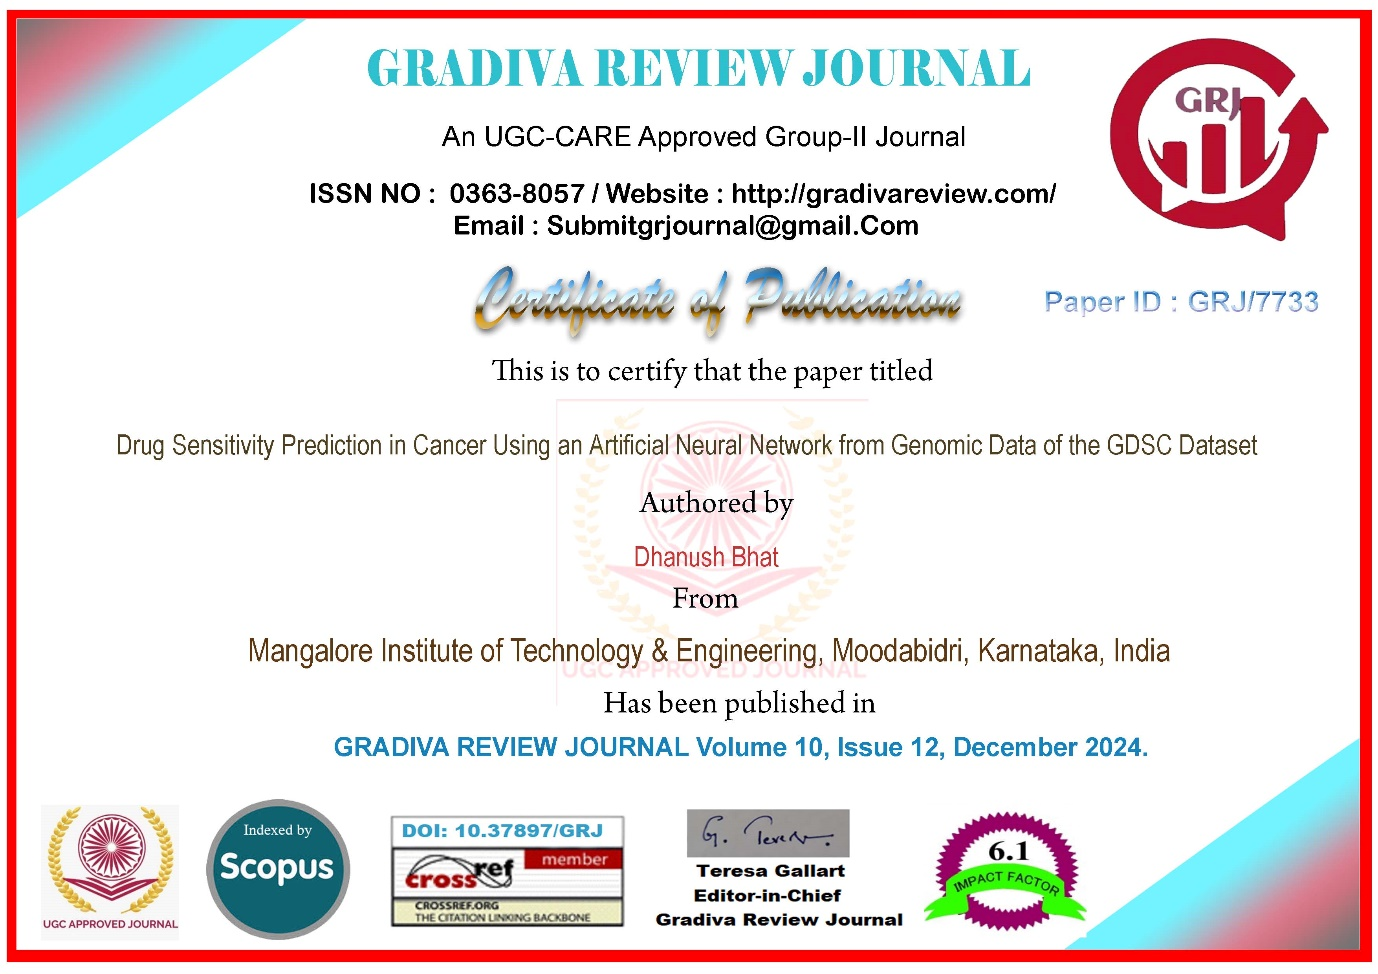 GRADIVA REVIEW JOURNAL
GRJ
An UGC-CARE Approved Group-II Journal
ISSN NO : 0363-8057 / Website : http://gradivareview.com/
Email : Submitgrjournal@gmail.Com
Certificate of Publication
Paper ID : GRJ/7733
This is to certify that the paper titled
Drug Sensitivity Prediction in Cancer Using an Artificial Neural Network from Genomic Data of the GDSC Dataset
Authored by
Dhanush Bhat
From
Mangalore Institute of Technology & Engineering, Moodabidri, Karnataka, India
UGC APPROVED JOURNAL
Has been published in
GRADIVA REVIEW JOURNAL Volume 10, Issue 12, December 2024.
UGC APPROVED JOURNAL
Indexed by
Scopus
DOI: 10.37897/GRJ
crossref
member
CROSSREF.ORG
THE CITATION LINKING BACKBONE
Teresa Gallart
Editor-in-Chief
Gradiva Review Journal
6.1
IMPACT FACTOR